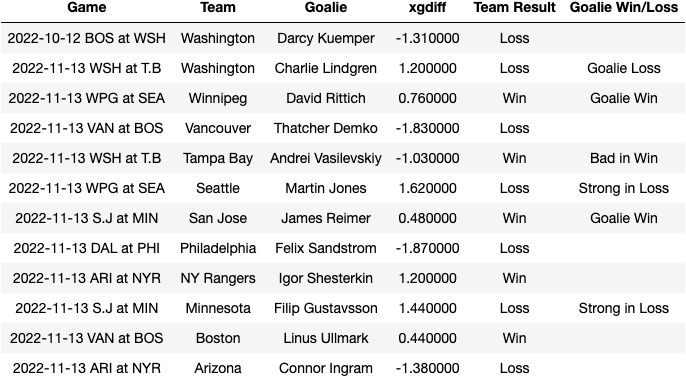 Game Team Goalie xgdiff Team Result Goalie Win/Loss
2022-10-12 BOS at WSH Washington Darcy Kuemper -1.310000 Loss
2022-11-13 WSH at T.B Washington Charlie Lindgren 1.200000 Loss Goalie Loss
2022-11-13 WPG at SEA Winnipeg David Rittich 0.760000 Win Goalie Win
2022-11-13 VAN at BOS Vancouver Thatcher Demko -1.830000 Loss
2022-11-13 WSH at T.B Tampa Bay Andrei Vasilevskiy -1.030000 Win Bad in Win
2022-11-13 WPG at SEA Seattle Martin Jones 1.620000 Loss Strong in Loss
2022-11-13 S.J at MIN San Jose James Reimer 0.480000 Win Goalie Win
2022-11-13 DAL at PHI Philadelphia Felix Sandstrom -1.870000 Loss
2022-11-13 ARI at NYR NY Rangers Igor Shesterkin 1.200000 Win
2022-11-13 S.J at MIN Minnesota Filip Gustavsson 1.440000 Loss Strong in Loss
2022-11-13 VAN at BOS Boston Linus Ullmark 0.440000 Win
2022-11-13 ARI at NYR Arizona Connor Ingram -1.380000 Loss